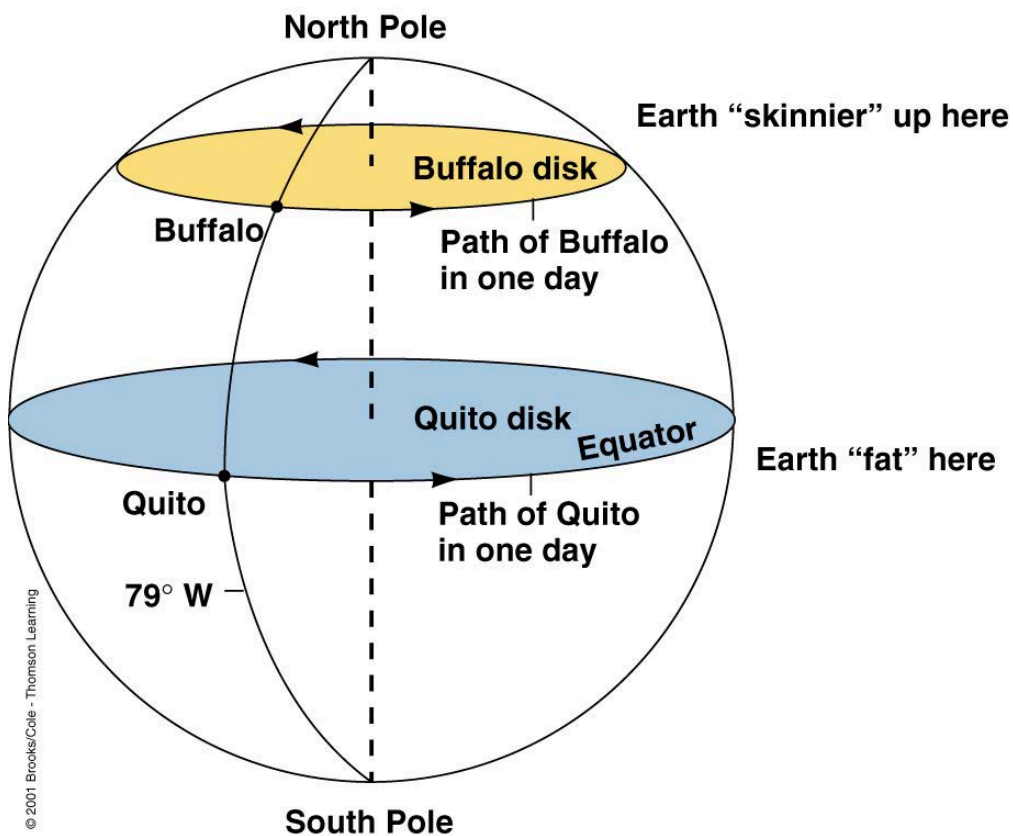 North Pole
Earth “skinnier” up here
Buffalo disk
Buffalo
Path of Buffalo
in one day
Quito disk
Equator
Earth “fat” here
Quito
Path of Quito
in one day
79° W
South Pole
© 2001 Brooks/Cole - Thomson Learning